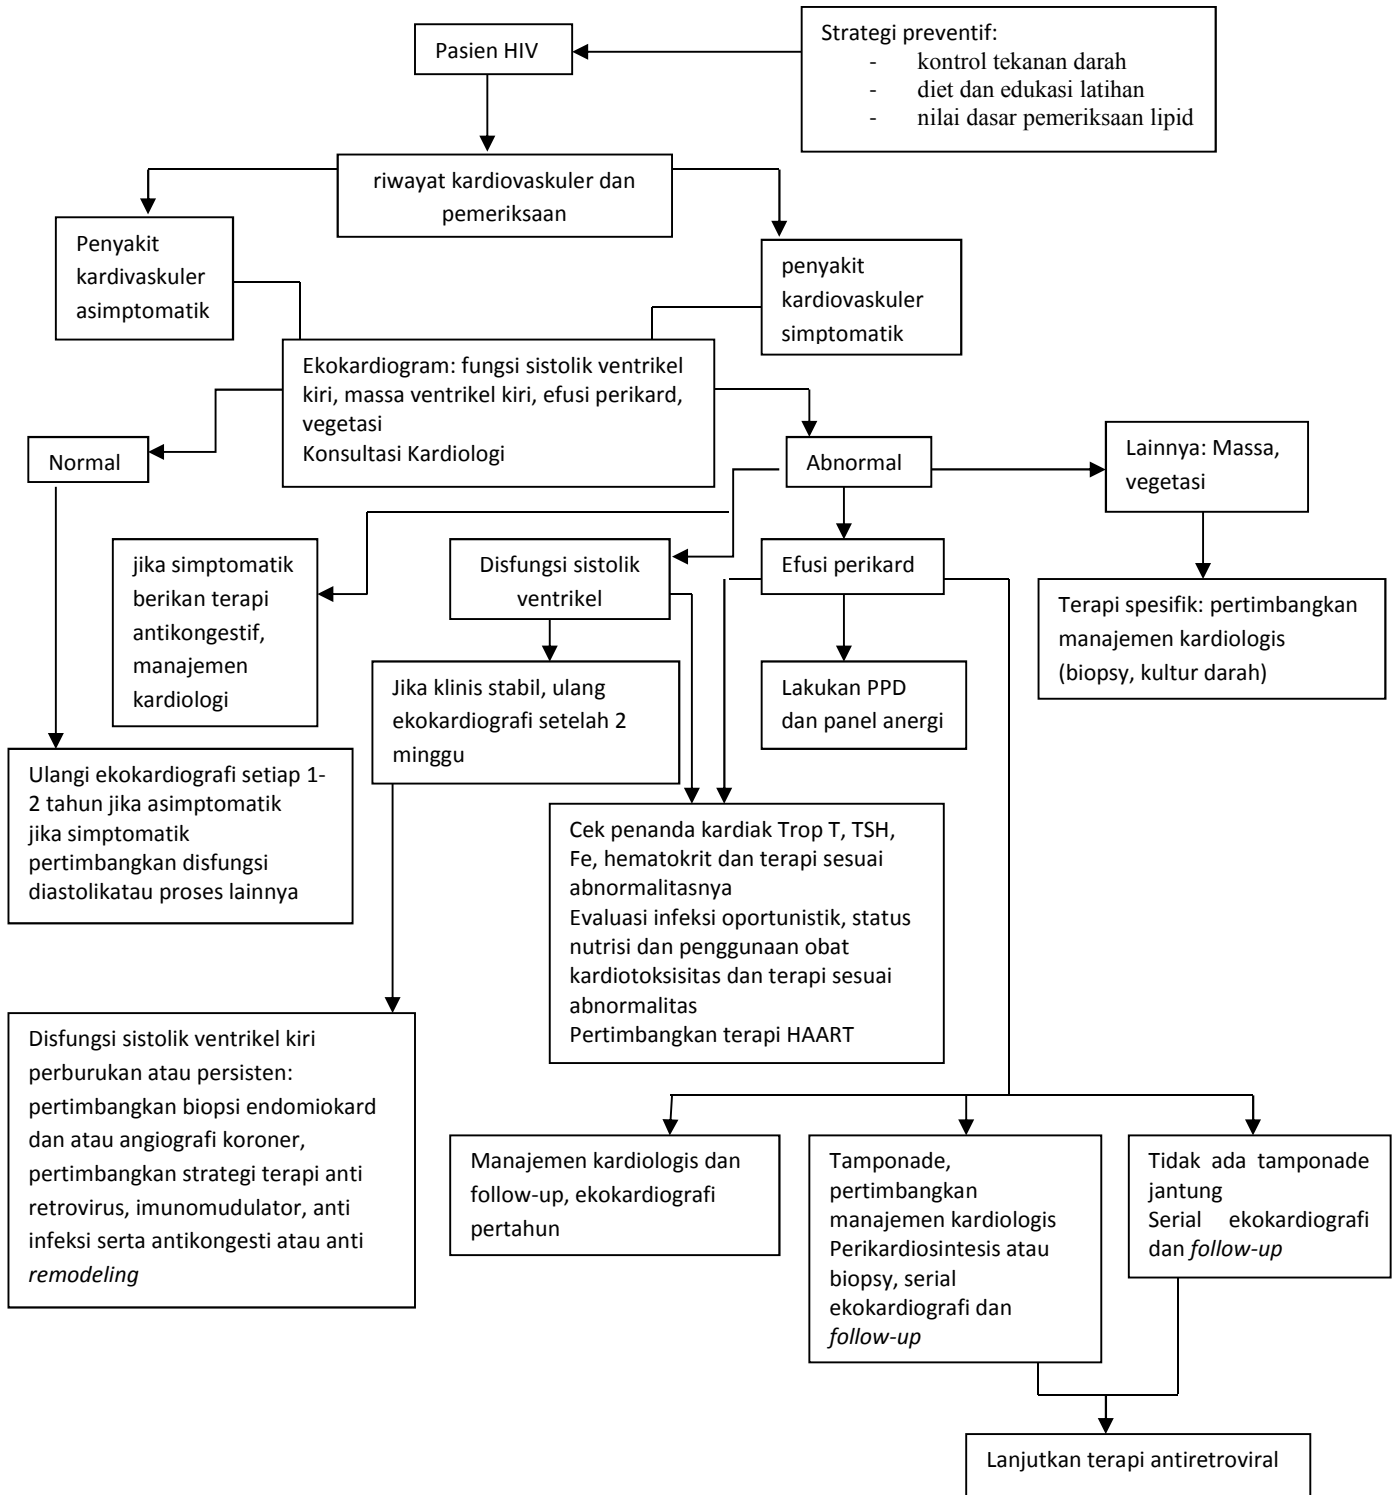 Pasien HIV
Strategi preventif:
- kontrol tekanan darah
- diet dan edukasi latihan
- nilai dasar pemeriksaan lipid
riwayat kardiovaskuler dan
pemeriksaan
Penyakit
kardivaskuler
asimptomatik
penyakit
kardiovaskuler
simptomatik
Ekokardiogram: fungsi sistolik ventrikel
kiri, massa ventrikel kiri, efusi perikard,
vegetasi
Konsultasi Kardiologi
Normal
Abnormal
Lainnya: Massa,
vegetasi
jika simptomatik
berikan terapi
antikongestif,
manajemen
kardiologi
Disfungsi sistolik
ventrikel
Efusi perikard
Terapi spesifik: pertimbangkan
manajemen kardiologis
(biopsy, kultur darah)
Jika klinis stabil, ulang
ekokardiografi setelah 2
minggu
Lakukan PPD
dan panel anergi
Ulangi ekokardiografi setiap 1-
2 tahun jika asimptomatik
jika simptomatik
pertimbangkan disfungsi
diastolikatau proses lainnya
Cek penanda kardiak Trop T, TSH,
Fe, hematokrit dan terapi sesuai
abnormalitasnya
Evaluasi infeksi oportunistik, status
nutrisi dan penggunaan obat
kardiotoksisitas dan terapi sesuai
abnormalitas
Pertimbangkan terapi HAART
Disfungsi sistolik ventrikel kiri
perburukan atau persisten:
pertimbangkan biopsi endomiokard
dan atau angiografi koroner,
pertimbangkan strategi terapi anti
retrovirus, imunomudulator, anti
infeksi serta antikongesti atau anti
remodeling
Manajemen kardiologis dan
follow-up, ekokardiografi
pertahun
Tamponade,
pertimbangkan
manajemen kardiologis
Perikardiosintesis atau
biopsy, serial
ekokardiografi dan
follow-up
Tidak ada tamponade
jantung
Serial ekokardiografi
dan follow-up
Lanjutkan terapi antiretroviral